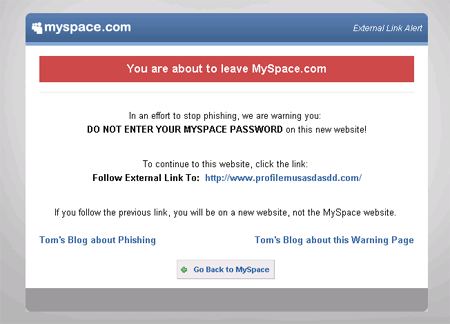 myspace.com
External Link Alert
You are about to leave MySpace.com
In an effort to stop phishing, we are warning you:
DO NOT ENTER YOUR MYSPACE PASSWORD on this new website!
To continue to this website, click the link:
Follow External Link To: http://www.profilemusasdasdd.com/
If you follow the previous link, you will be on a new website, not the MySpace website.
Tom's Blog about Phishing
Tom's Blog about this Warning Page
Go Back to MySpace